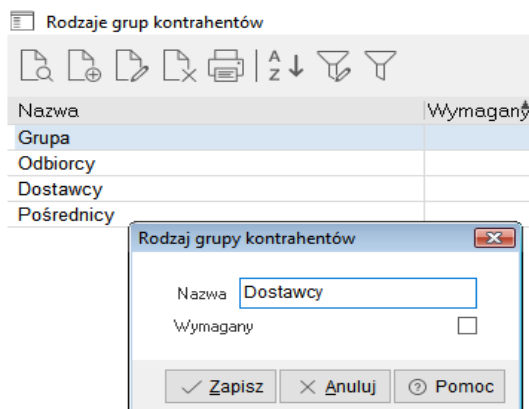 Rodzaje grup kontrahentów
A
Z
Nazwa Wymagany
Grupa
Odbiorcy
Dostawcy
Pośrednicy
Rodzaj grupy kontrahentów
Nazwa Dostawcy
Wymagany
Zapisz Anuluj ? Pomoc